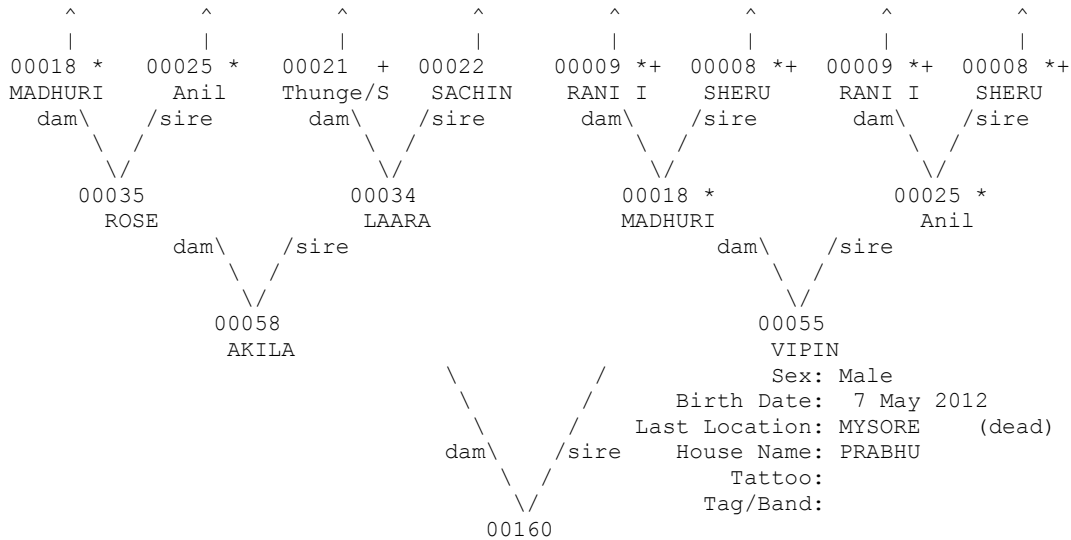 ^ ^ ^ ^ ^ ^ ^ ^
| | | | | | | |
00018 * 00025 * 00021 + 00022 00009 *+ 00008 *+ 00009 *+ 00008 *+
MADHURI Anil Thunge/S SACHIN RANI I SHERU RANI I SHERU
dam\ /sire dam\ /sire dam\ /sire dam\ /sire
\ / \ / \ / \ /
\/ \/ \/ \/
00035 00034 00018 * 00025 *
ROSE LAARA MADHURI Anil
dam\ /sire dam\ /sire
\ / \ /
\ / \ /
\/ \/
00058 00055
AKILA VIPIN
\ / Sex: Male
\ / Birth Date: 7 May 2012
\ / Last Location: MYSORE (dead)
dam\ /sire House Name: PRABHU
\ / Tattoo:
\/ Tag/Band:
00160